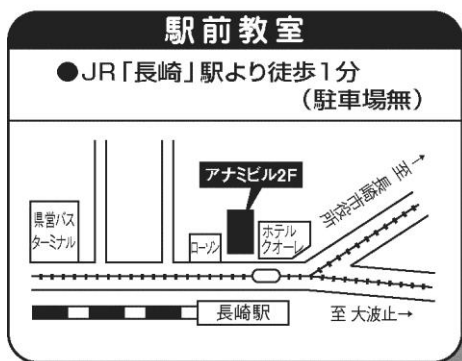 駅前教室
●JR「長崎」駅より徒歩1分
（駐車場無）
アナミビル2F
至 長崎市役所→
県営バス
ターミナル
ローソン
ホテル
クオーレ
長崎駅
至 大波止→